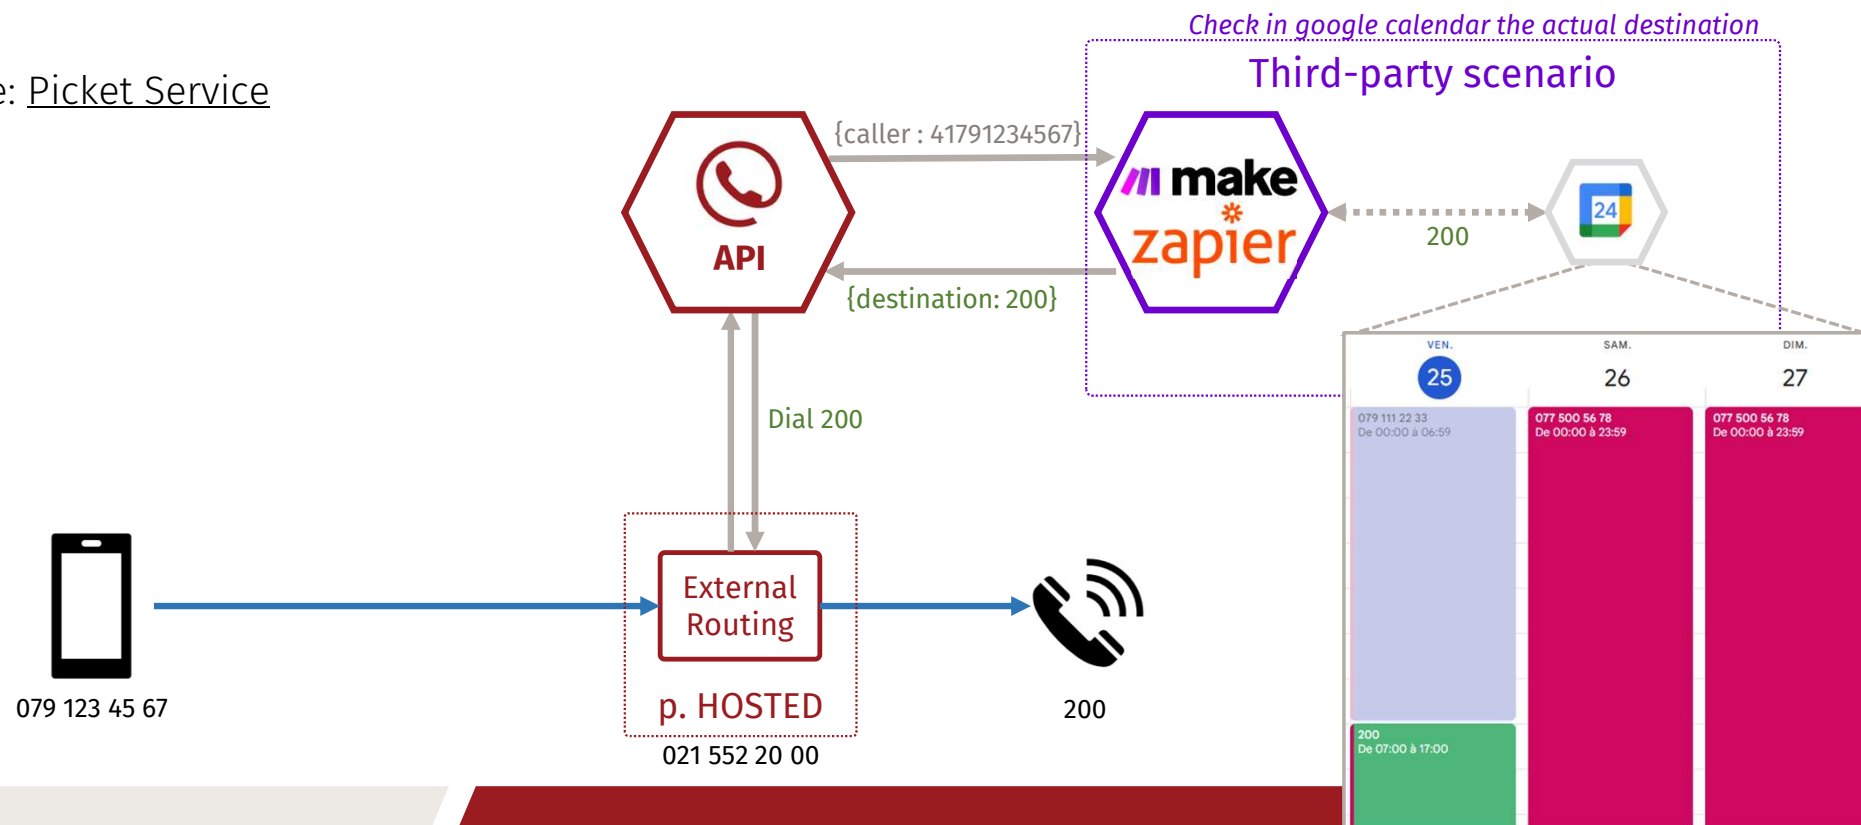 Check in google calendar the actual destination
Third-party scenario
e: Picket Service
{caller : 41791234567}
make
zapier
24
200
API
{destination: 200}
Dial 200
VEN.
25
SAM.
26
DIM.
27
079 111 22 33
De 00:00 à 06:59
077 500 56 78
De 00:00 à 23:59
077 500 56 78
De 00:00 à 23:59
200
De 07:00 à 17:00
External
Routing
p. HOSTED
079 123 45 67
021 552 20 00
200